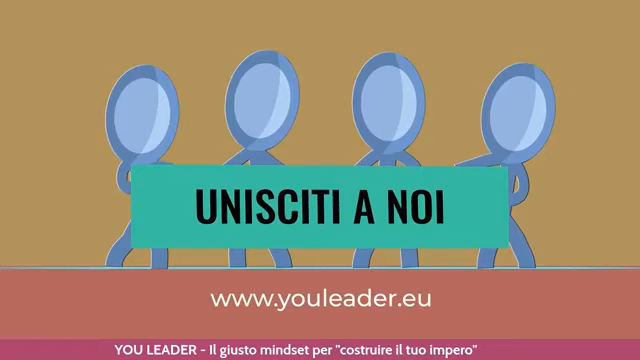 UNISCITI A NOI
www.youleader.eu
YOU LEADER - Il giusto mindset per "costruire il tuo impero"